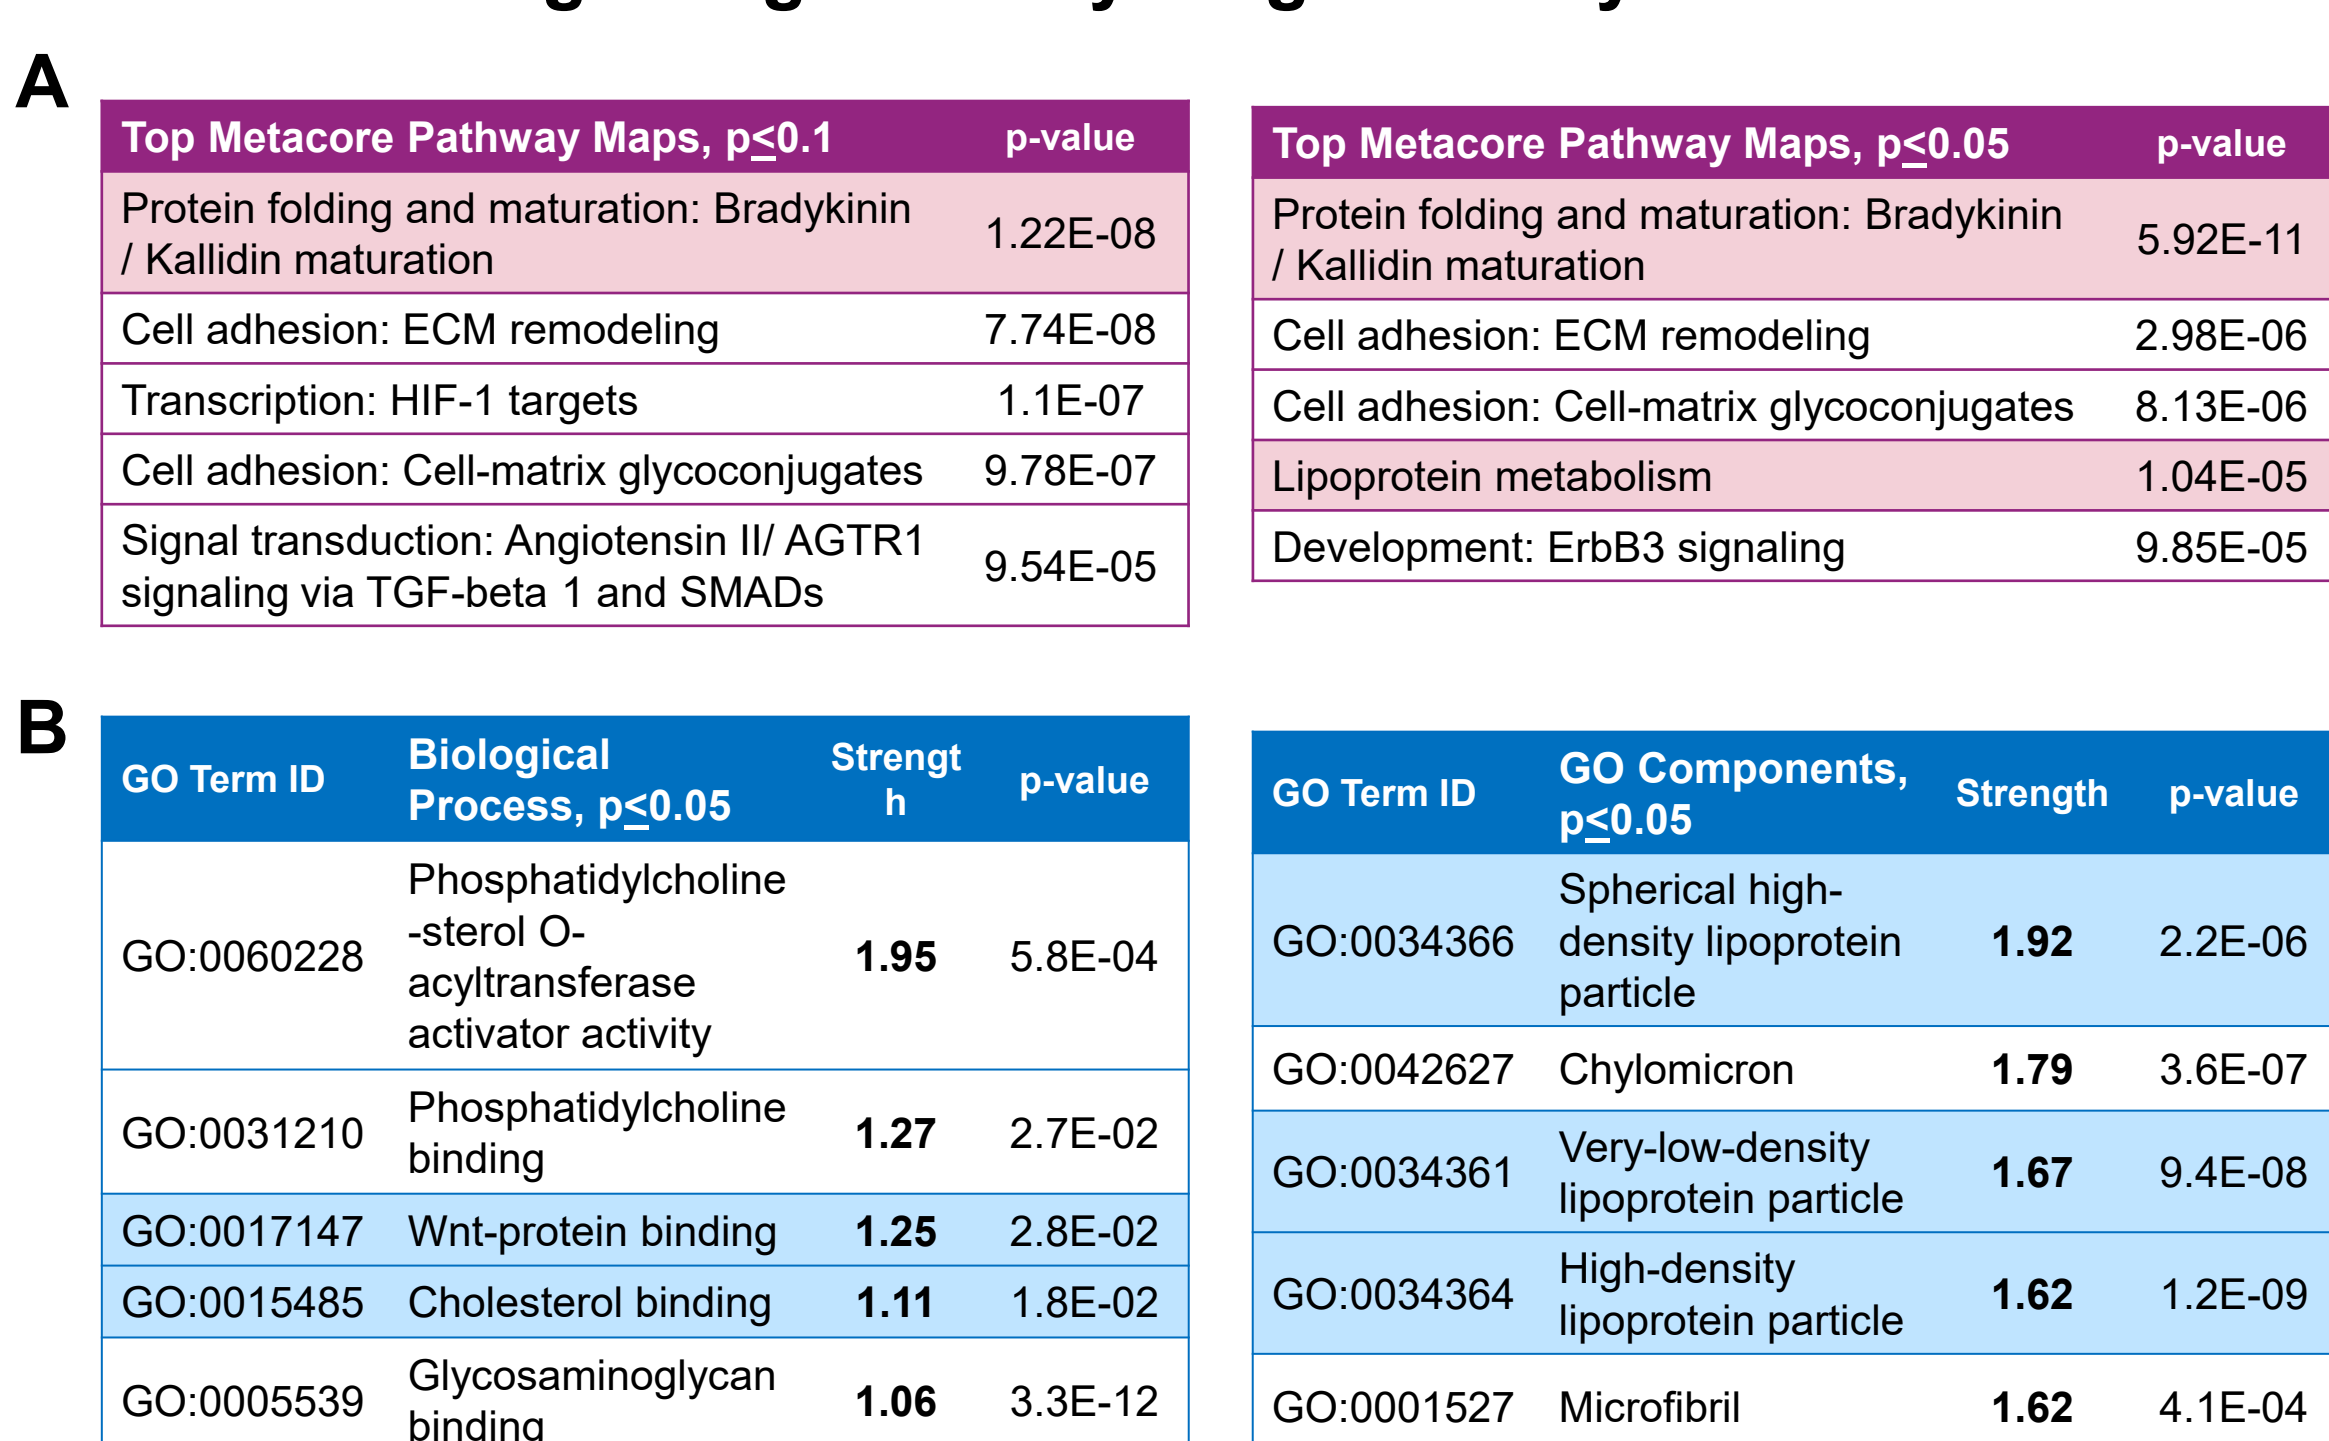 A
Top Metacore Pathway Maps, p≤0.1 p-value
Protein folding and maturation: Bradykinin
/ Kallidin maturation
1.22E-08
Cell adhesion: ECM remodeling 7.74E-08
Transcription: HIF-1 targets 1.1E-07
Cell adhesion: Cell-matrix glycoconjugates 9.78E-07
Signal transduction: Angiotensin II/ AGTR1
signaling via TGF-beta 1 and SMADs
9.54E-05
Top Metacore Pathway Maps, p≤0.05 p-value
Protein folding and maturation: Bradykinin
/ Kallidin maturation
5.92E-11
Cell adhesion: ECM remodeling 2.98E-06
Cell adhesion: Cell-matrix glycoconjugates 8.13E-06
Lipoprotein metabolism 1.04E-05
Development: ErbB3 signaling 9.85E-05
B
GO Term ID
Biological
Process, p≤0.05
Strengt
h
p-value
GO:0060228
Phosphatidylcholine
-sterol O-
acyltransferase
activator activity
1.95 5.8E-04
GO:0031210
Phosphatidylcholine
binding
1.27 2.7E-02
GO:0017147 Wnt-protein binding 1.25 2.8E-02
GO:0015485 Cholesterol binding 1.11 1.8E-02
GO:0005539
Glycosaminoglycan
binding
1.06 3.3E-12
GO Term ID
GO Components,
p≤0.05
Strength p-value
GO:0034366
Spherical high-
density lipoprotein
particle
1.92 2.2E-06
GO:0042627 Chylomicron 1.79 3.6E-07
GO:0034361
Very-low-density
lipoprotein particle
1.67 9.4E-08
GO:0034364
High-density
lipoprotein particle
1.62 1.2E-09
GO:0001527 Microfibril 1.62 4.1E-04